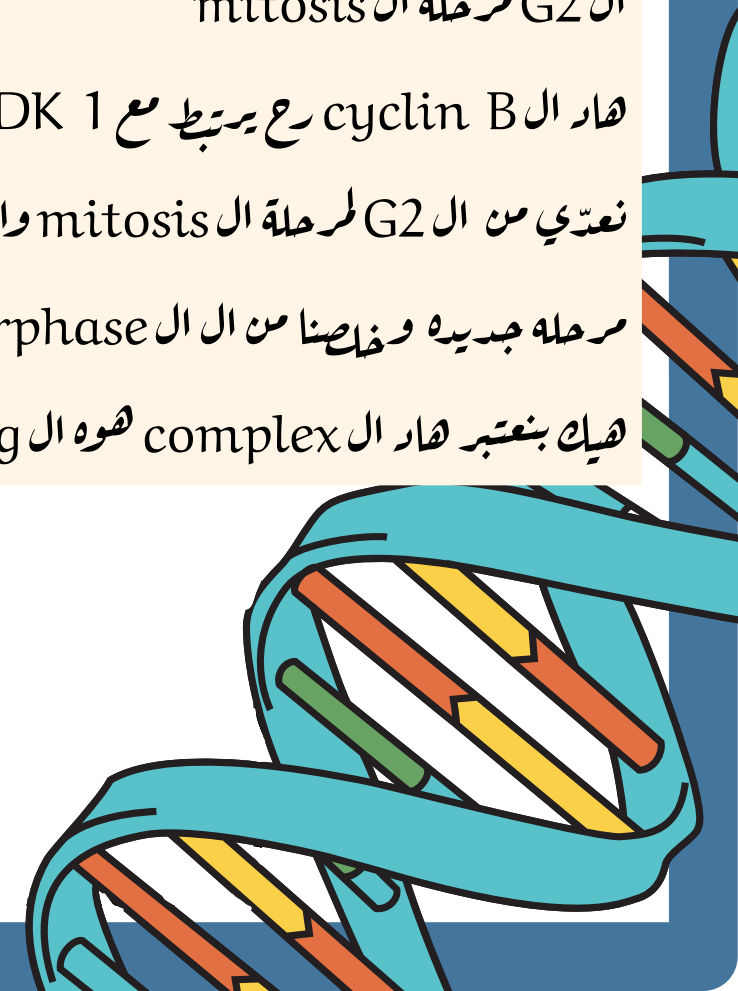 ال G2 لمرحلة ال mitosis
هاد ال cyclin B رح يرتبط مع DK 1
نعدّي من ال G2 لمرحلة ال mitosis وا
مرحله جديده وخلصنا من ال ال rphase
هيك بنعتبر هاد ال complex هوه ال g